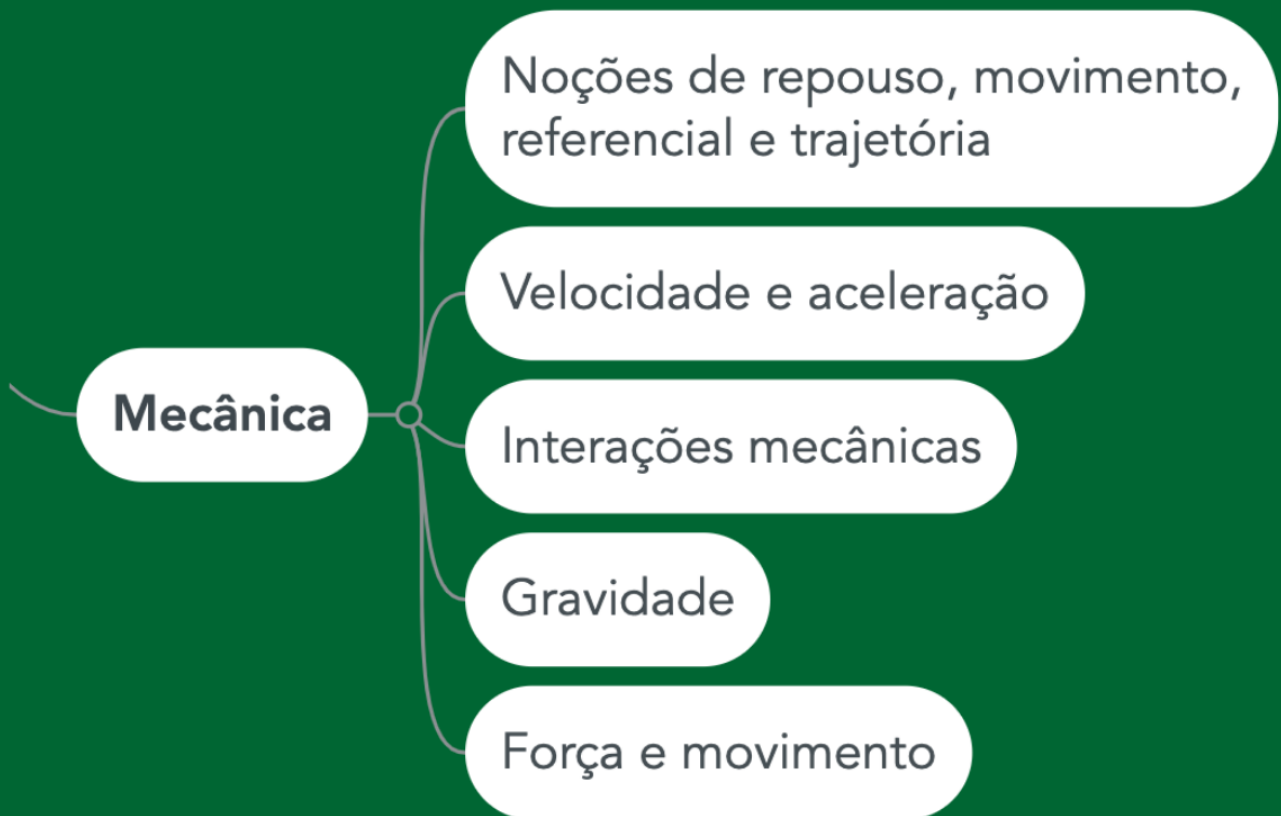 Noções de repouso, movimento,
referencial e trajetória
Velocidade e aceleração
Mecânica
Interações mecânicas
Gravidade
Força e movimento